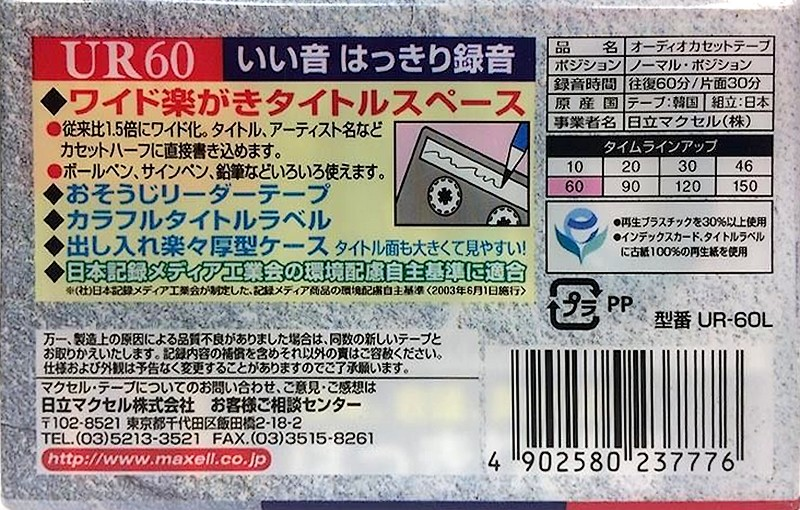 UR60 いい音 はっきり録音
◆ワイド楽がきタイトルスペース
●従来比1.5倍にワイド化。タイトル、アーティスト名など
カセットハーフに直接書き込めます。
●ボールペン、サインペン、鉛筆などいろいろ使えます。
◆おそうじリーダーテープ
◆カラフルタイトルラベル
◆出し入れ楽々厚型ケース タイトル面も大きくて見やすい!
◆日本記録メディア工業会の環境配慮自主基準に適合
※(社)日本記録メディア工業会が制定した、記録メディア商品の環境配慮自主基準〈2003年6月1日施行〉
品名 オーディオカセットテープ
ポジション ノーマル・ポジション
録音時間 往復60分/片面30分
原産国 テープ:韓国 組立:日本
事業者名 日立マクセル(株)
タイムラインアップ
10 20 30 46
60 90 120 150
●再生プラスチックを30%以上使用
●インデックスカード、タイトルラベル
に古紙100%の再生紙を使用
プラ PP
型番 UR-60L
万一、製造上の原因による品質不良がありました場合は、同数の新しいテープと
お取りかえいたします。記録内容の補償を含めそれ以外の責はご容赦ください。
仕様および外観は予告なく変更することがありますのでご了承願います。
マクセル・テープについてのお問い合わせ、ご意見・ご感想は
日立マクセル株式会社 お客様ご相談センター
〒102-8521 東京都千代田区飯田橋2-18-2
TEL.(03)5213-3521 FAX.(03)3515-8261
http://www.maxell.co.jp
4 902580 237776